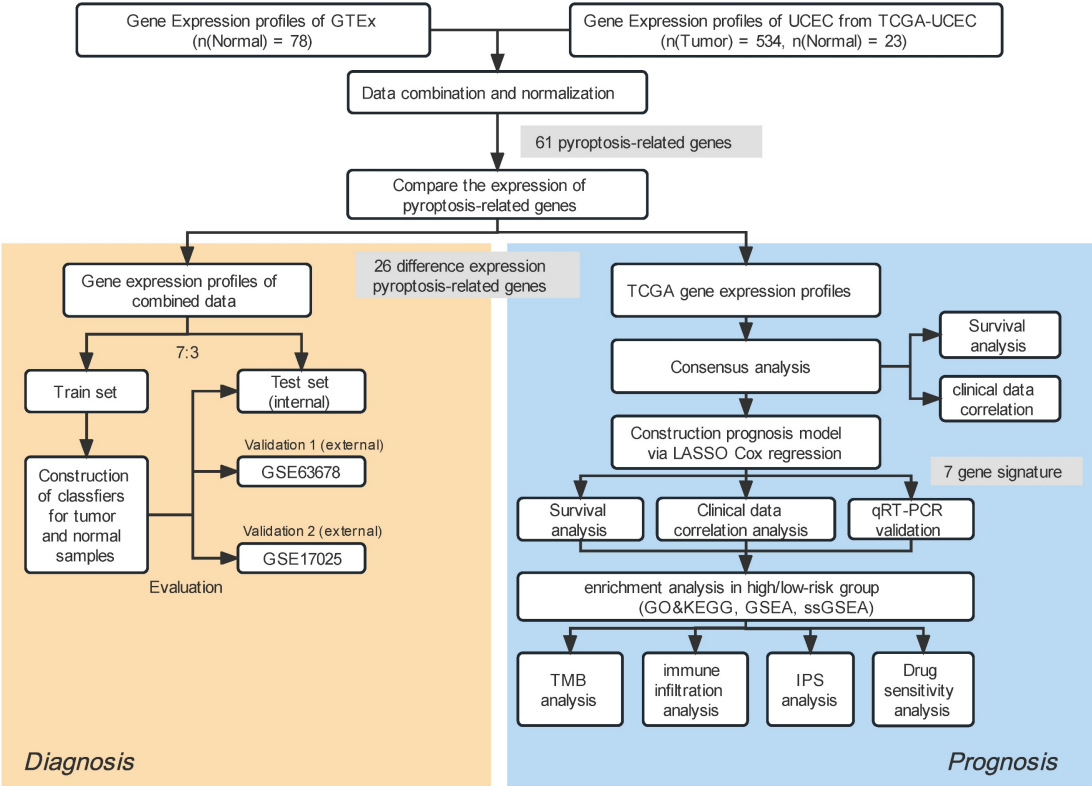 Gene Expression profiles of GTEx
(n(Normal) = 78)
Gene Expression profiles of UCEC from TCGA-UCEC
(n(Tumor) = 534, n(Normal) = 23)
Data combination and normalization
61 pyroptosis-related genes
Compare the expression of
pyroptosis-related genes
26 difference expression
pyroptosis-related genes
Gene expression profiles of
combined data
7:3
Train set
Test set
(internal)
Construction
of classfiers
for tumor
and normal
samples
Validation 1 (external)
GSE63678
Validation 2 (external)
GSE17025
Evaluation
Diagnosis
TCGA gene expression profiles
Consensus analysis
Survival
analysis
clinical data
correlation
Construction prognosis model
via LASSO Cox regression
7 gene signature
Survival
analysis
Clinical data
correlation analysis
qRT-PCR
validation
enrichment analysis in high/low-risk group
(GO&KEGG, GSEA, ssGSEA)
TMB
analysis
immune
infiltration
analysis
IPS
analysis
Drug
sensitivity
analysis
Prognosis